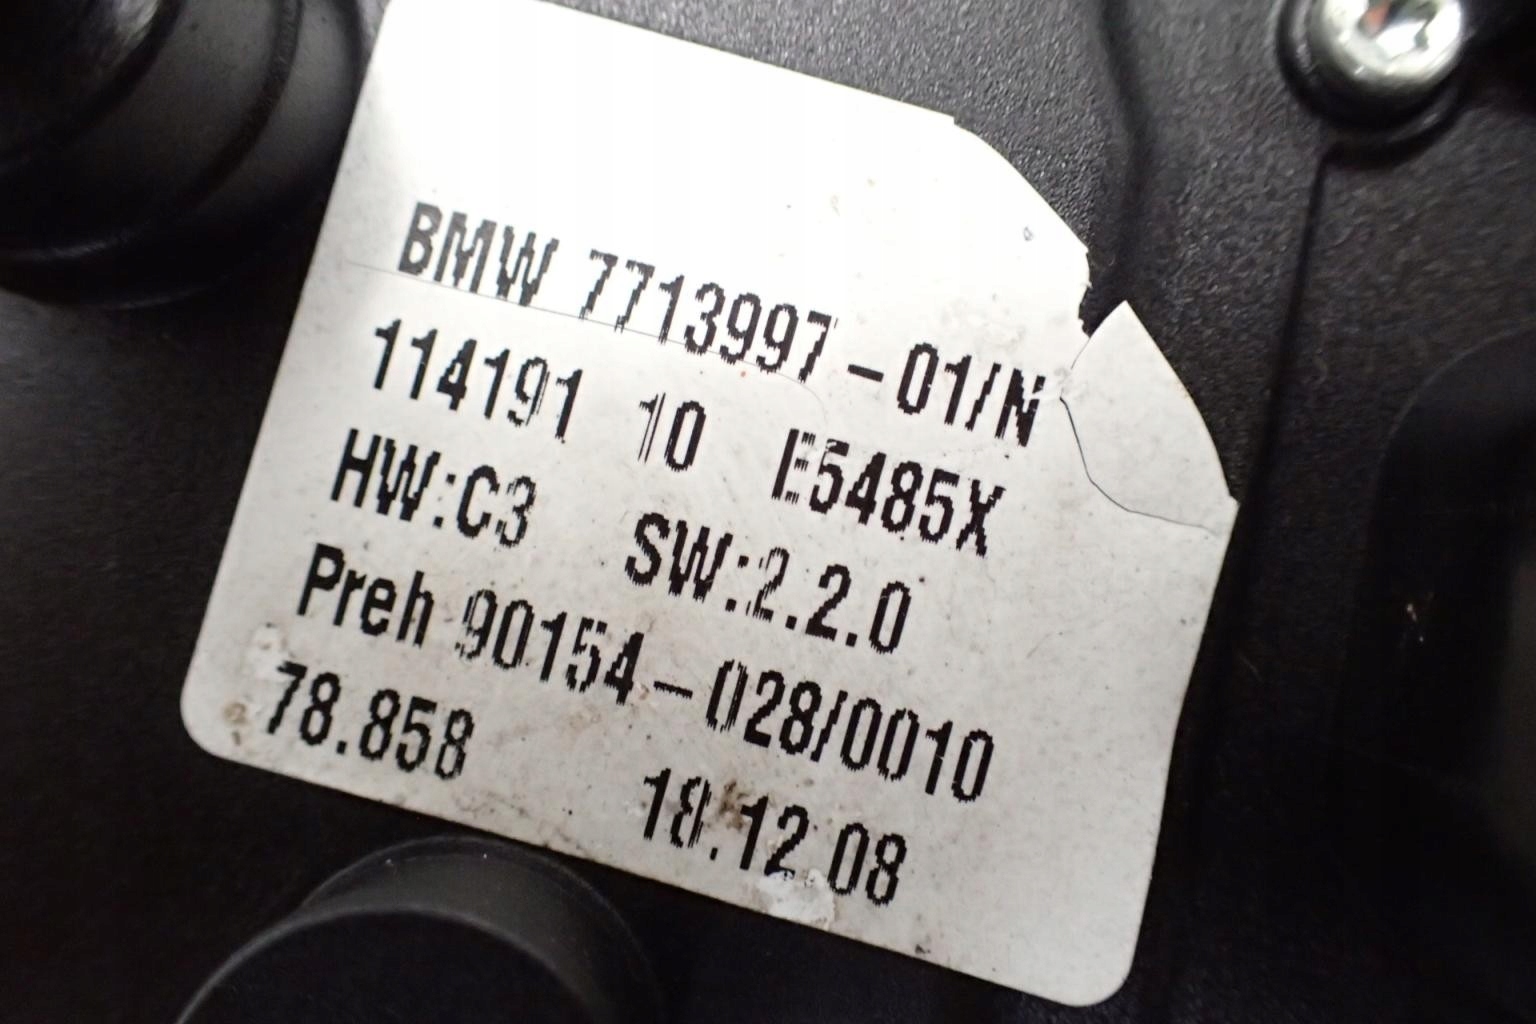 BMW 7713997-01/N
114191 10 E5485X
HW:C3 SW:2.2.0
Preh 90154-028/0010
78.858 18.12.08